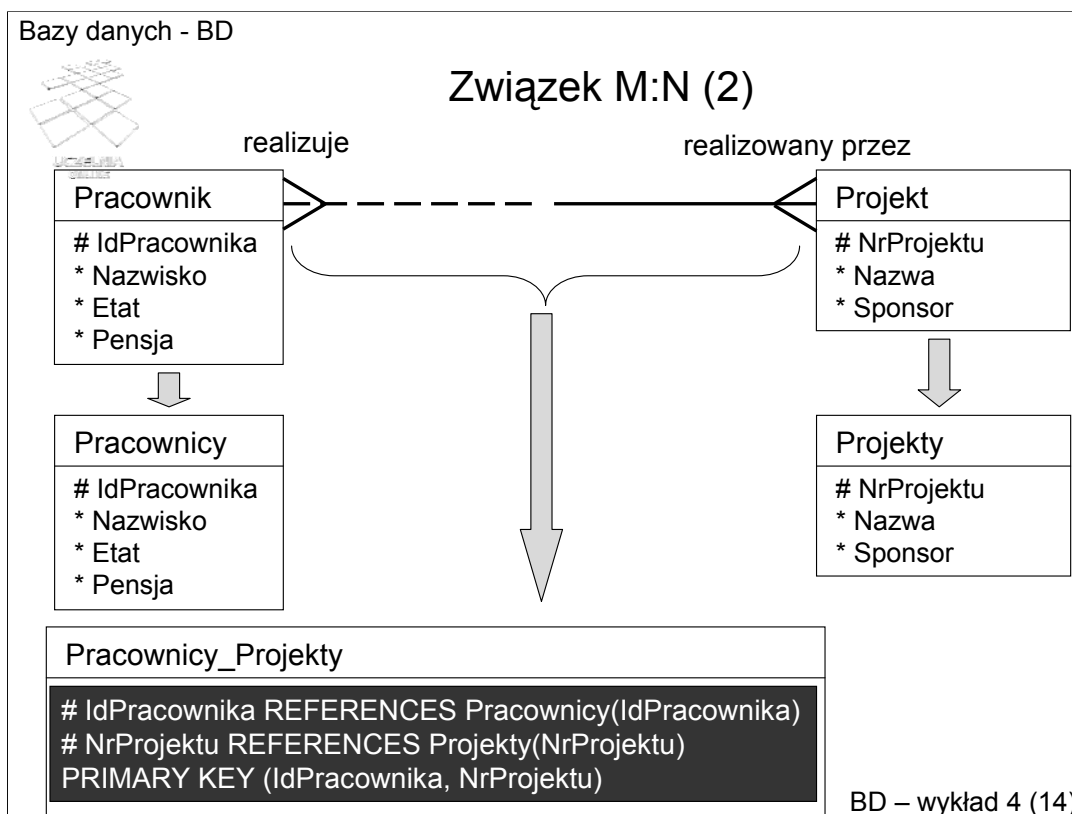 Bazy danych - BD
Związek M:N (2)
UCZELNIA
ONLINE
realizuje
realizowany przez
Pracownik
# IdPracownika
* Nazwisko
* Etat
* Pensja
Projekt
# NrProjektu
* Nazwa
* Sponsor
Pracownicy
# IdPracownika
* Nazwisko
* Etat
* Pensja
Projekty
# NrProjektu
* Nazwa
* Sponsor
Pracownicy_Projekty
# IdPracownika REFERENCES Pracownicy(IdPracownika)
# NrProjektu REFERENCES Projekty(NrProjektu)
PRIMARY KEY (IdPracownika, NrProjektu)
BD – wykład 4 (14)